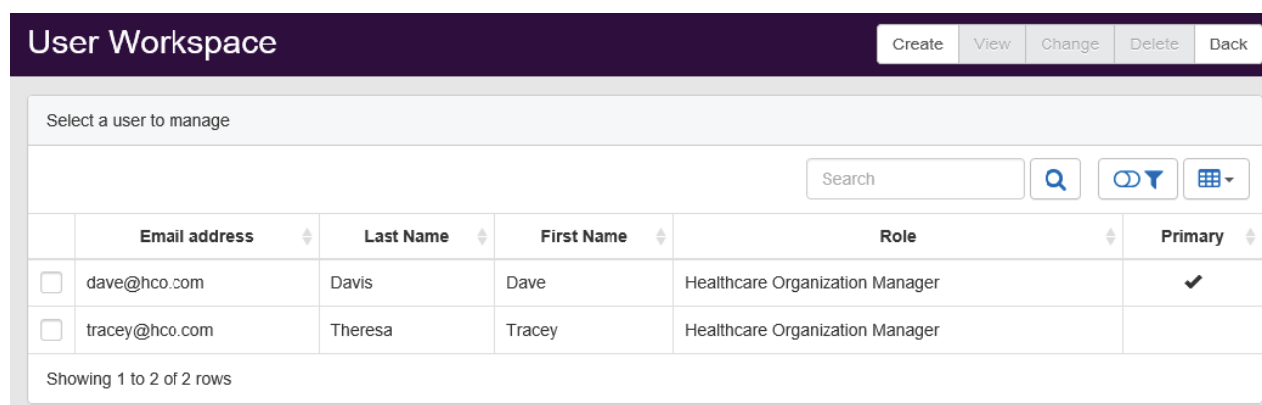 User Workspace
Create View Change Delete Back
Select a user to manage
Search
Email address Last Name First Name Role Primary
dave@hco.com Davis Dave Healthcare Organization Manager
tracey@hco.com Theresa Tracey Healthcare Organization Manager
Showing 1 to 2 of 2 rows